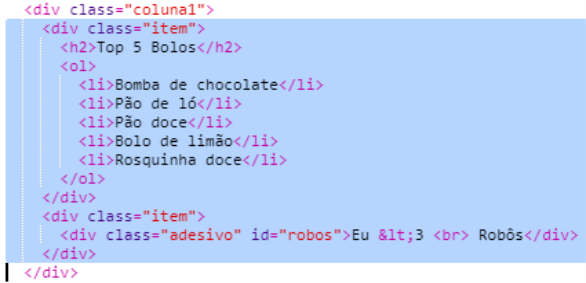 <div class="coluna1">
<div class="item">
<h2>Top 5 Bolos</h2>
<ol>
<li>Bomba de chocolate</li>
<li>Pão de ló</li>
<li>Pão doce</li>
<li>Bolo de limão</li>
<li>Rosquinha doce</li>
</ol>
</div>
<div class="item">
<div class="adesivo" id="robos">Eu &lt;3 <br> Robôs</div>
</div>
</div>